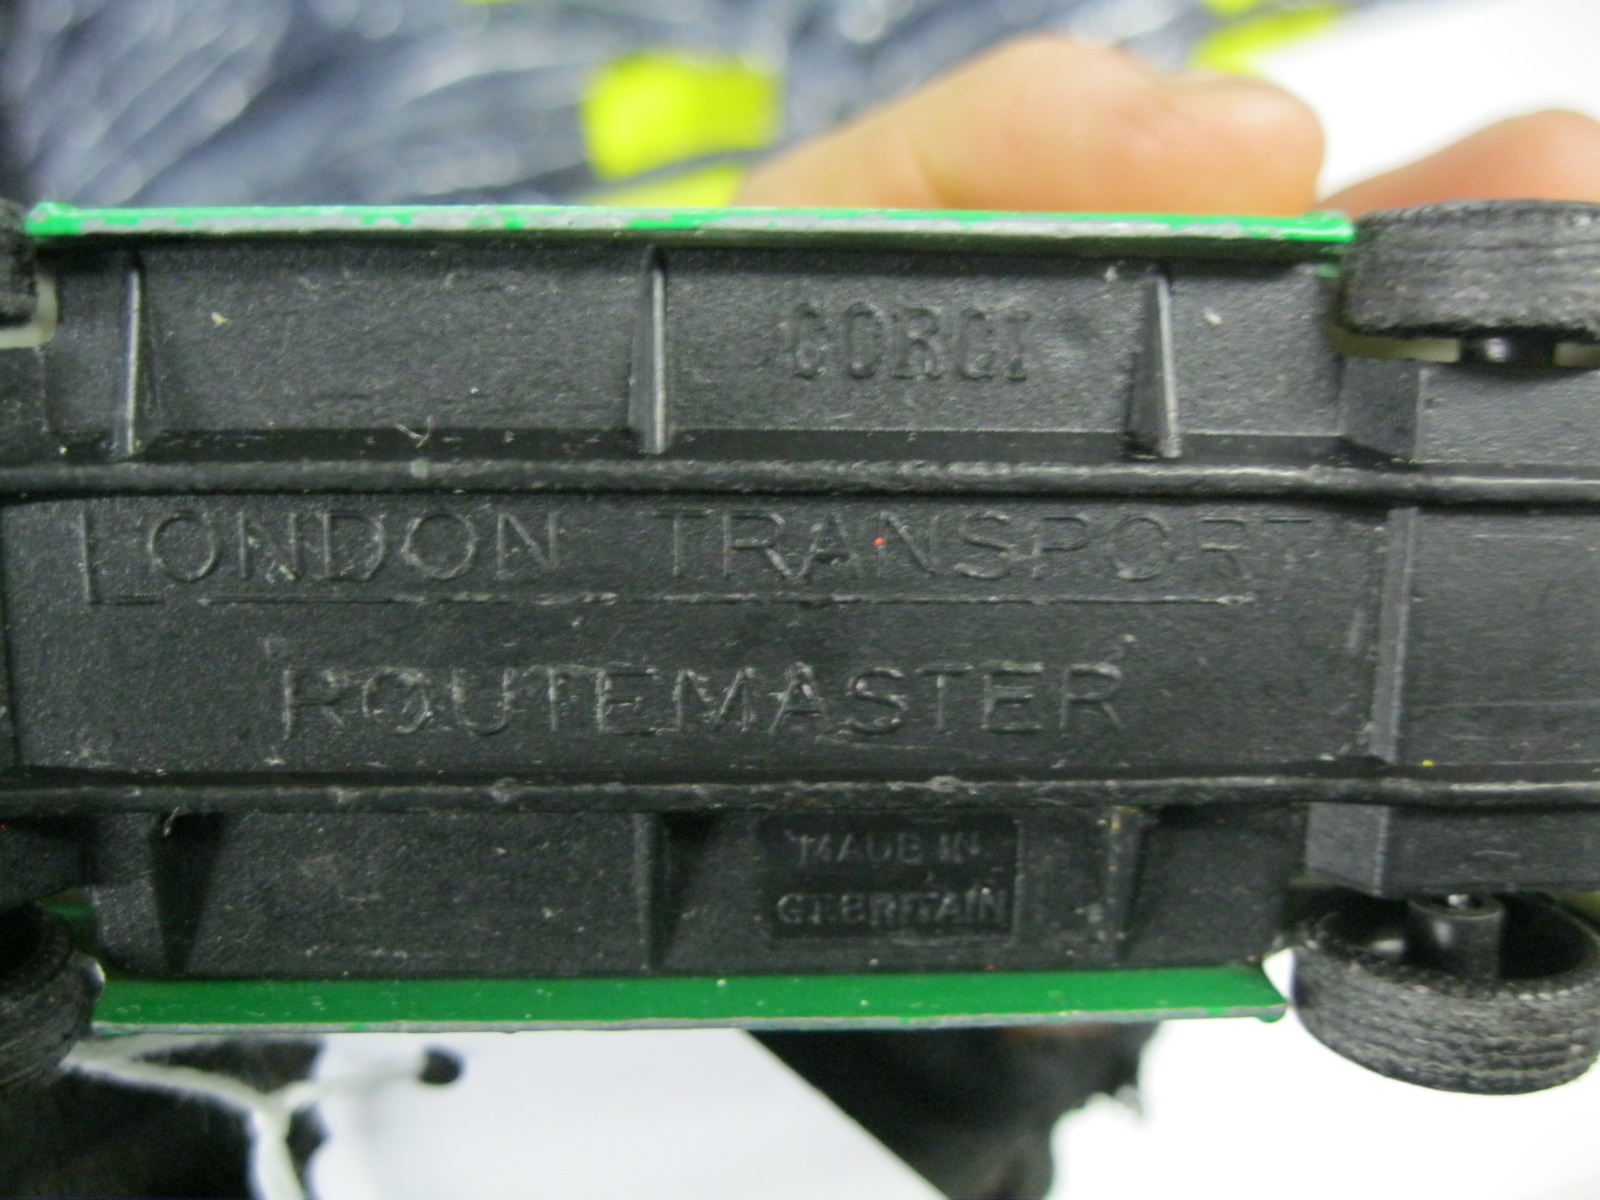 CORGI
LONDON TRANSPORT
ROUTEMASTER
MADE IN
GT. BRITAIN